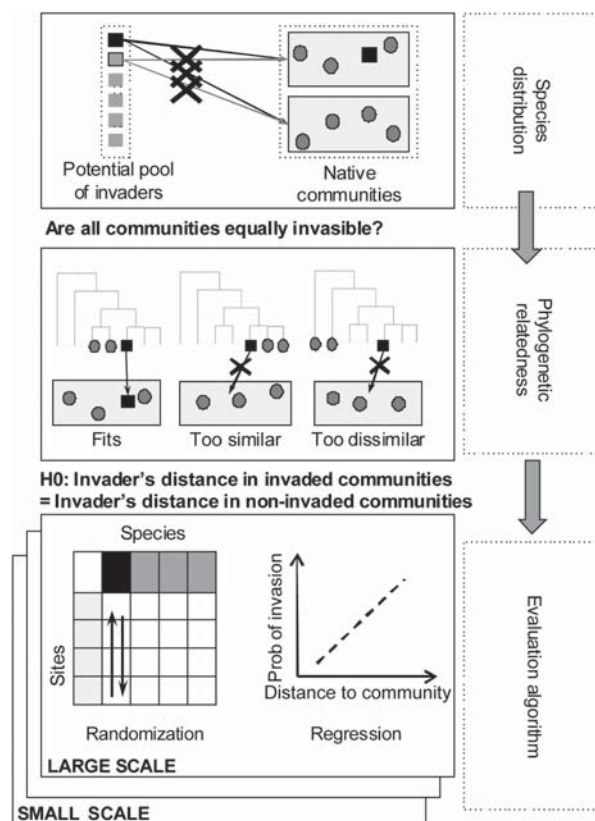 Potential pool
of invaders
Native
communities
Species
distribution
Are all communities equally invasible?
Fits
Too similar
Too dissimilar
Phylogenetic
relatedness
H0: Invader's distance in invaded communities
= Invader's distance in non-invaded communities
Species
Sites
Randomization
Prob of invasion
Distance to community
Regression
LARGE SCALE
SMALL SCALE
Evaluation algorithm